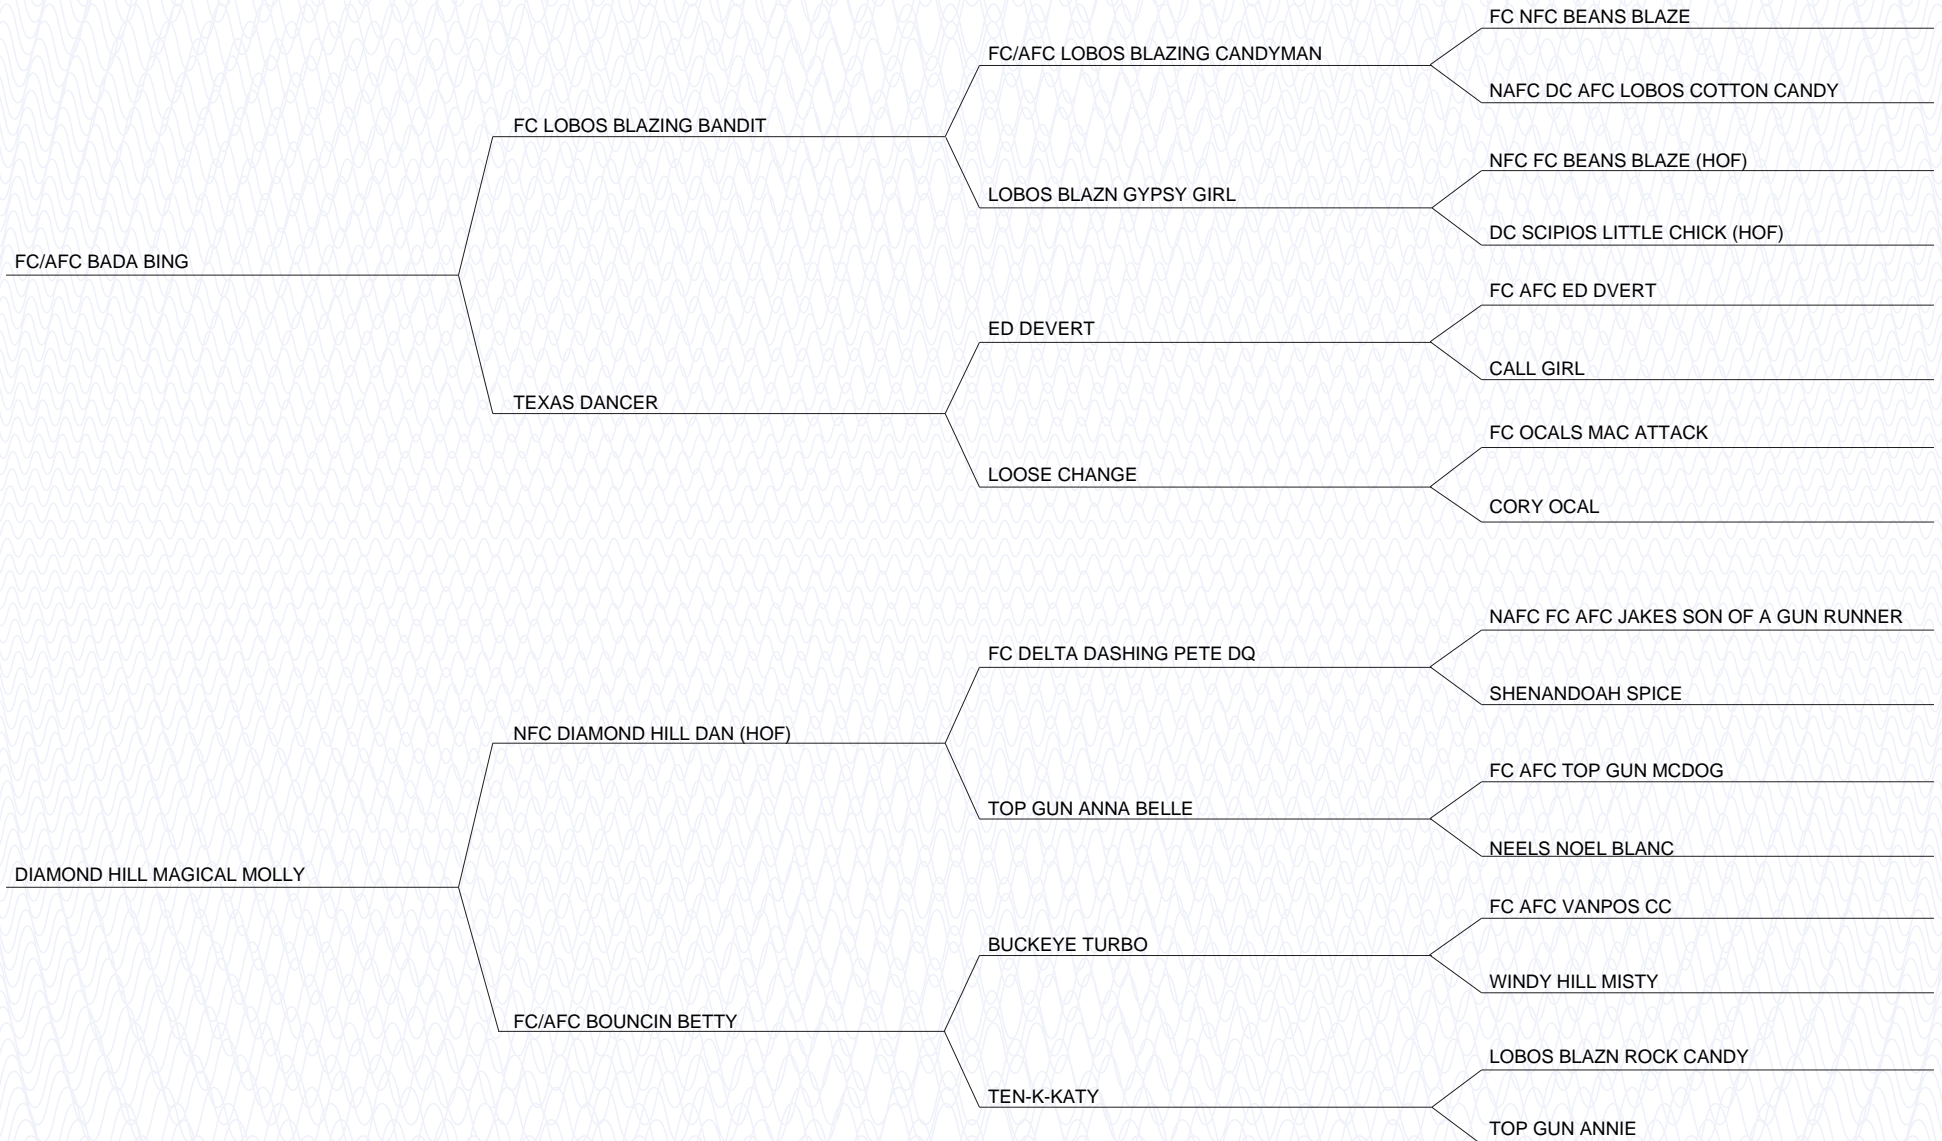 FC NFC BEANS BLAZE
FC/AFC LOBOS BLAZING CANDYMAN
NAFC DC AFC LOBOS COTTON CANDY
FC LOBOS BLAZING BANDIT
NFC FC BEANS BLAZE (HOF)
LOBOS BLAZN GYPSY GIRL
DC SCIPIOS LITTLE CHICK (HOF)
FC/AFC BADA BING
FC AFC ED DVERT
ED DEVERT
CALL GIRL
TEXAS DANCER
FC OCALS MAC ATTACK
LOOSE CHANGE
CORY OCAL
NAFC FC AFC JAKES SON OF A GUN RUNNER
FC DELTA DASHING PETE DQ
SHENANDOAH SPICE
NFC DIAMOND HILL DAN (HOF)
FC AFC TOP GUN MCDOG
TOP GUN ANNA BELLE
NEELS NOEL BLANC
DIAMOND HILL MAGICAL MOLLY
FC AFC VANPOS CC
BUCKEYE TURBO
WINDY HILL MISTY
FC/AFC BOUNCIN BETTY
LOBOS BLAZN ROCK CANDY
TEN-K-KATY
TOP GUN ANNIE